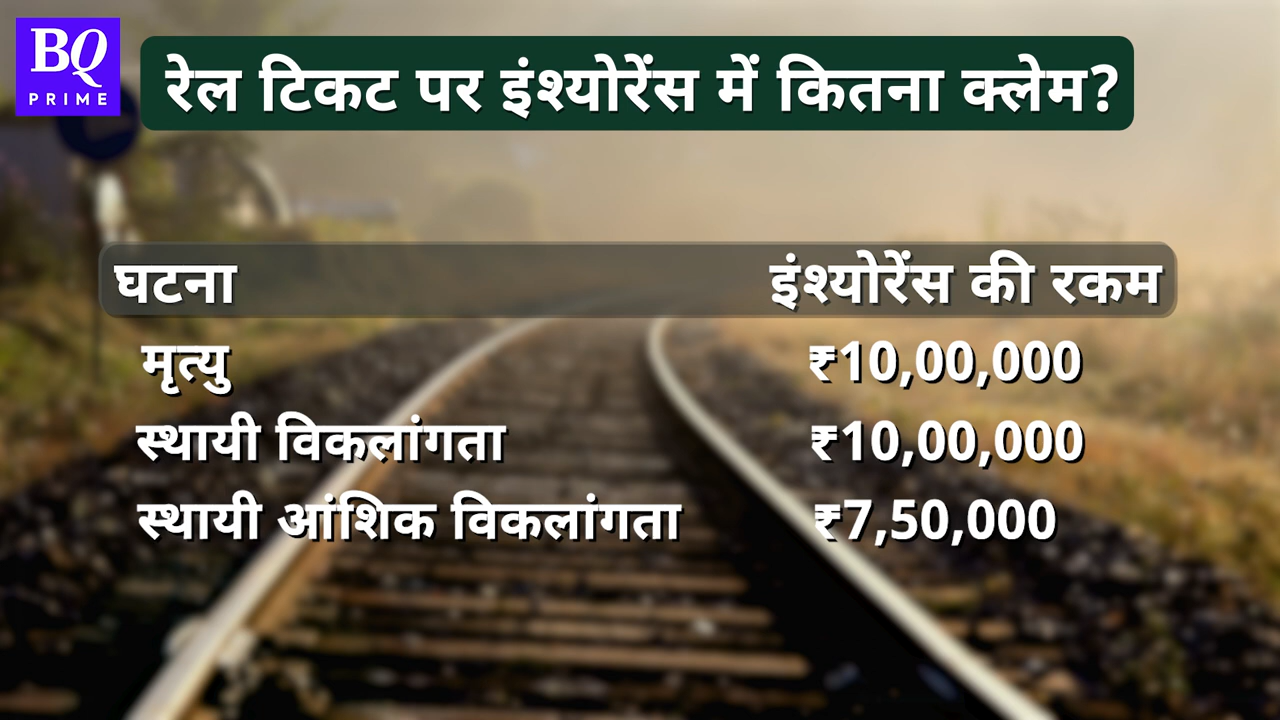 BQ
PRIME
रेल टिकट पर इंश्योरेंस में कितना क्लेम?
घटना इंश्योरेंस की रकम
मृत्यु ₹10,00,000
स्थायी विकलांगता ₹10,00,000
स्थायी आंशिक विकलांगता ₹7,50,000